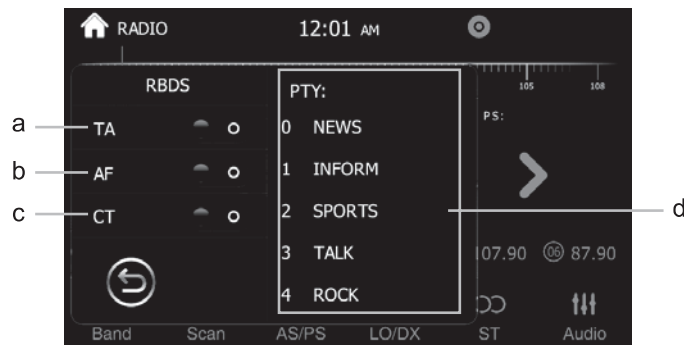 RADIO 12:01 AM
RBDS
PTY:
105 108
PS:
a TA
b AF
c CT
0 NEWS
1 INFORM
2 SPORTS
3 TALK
4 ROCK
d
107.90 06 87.90
Band Scan AS/PS LO/DX ST Audio